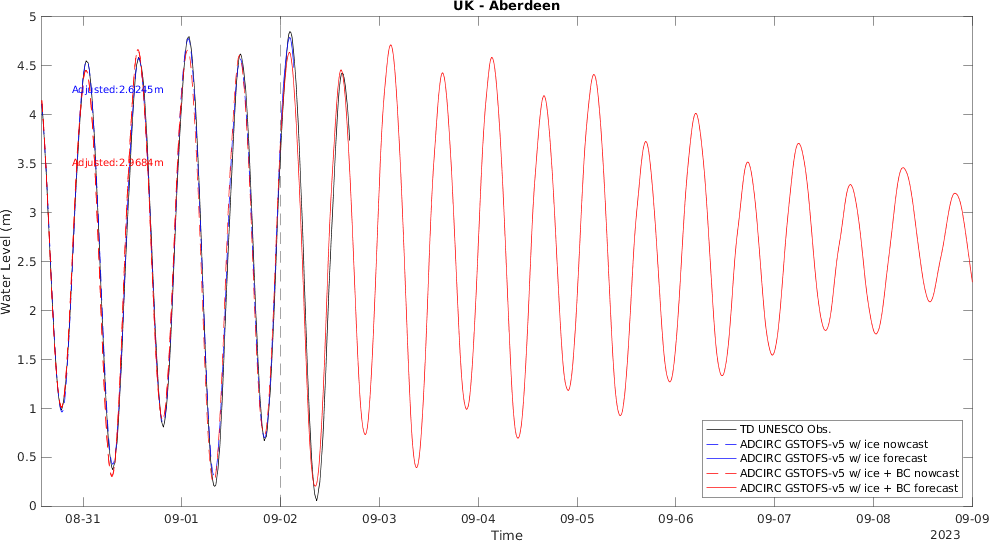 UK - Aberdeen
5
4.5
4
3.5
3
2.5
2
1.5
1
0.5
0
Water Level (m)
Adjusted:2.6245m
Adjusted:2.9684m
TD UNESCO Obs.
ADCIRC GSTOFS-v5 w/ ice nowcast
ADCIRC GSTOFS-v5 w/ ice forecast
ADCIRC GSTOFS-v5 w/ ice + BC nowcast
ADCIRC GSTOFS-v5 w/ ice + BC forecast
08-31 09-01 09-02 09-03 09-04 09-05 09-06 09-07 09-08 09-09
Time
2023